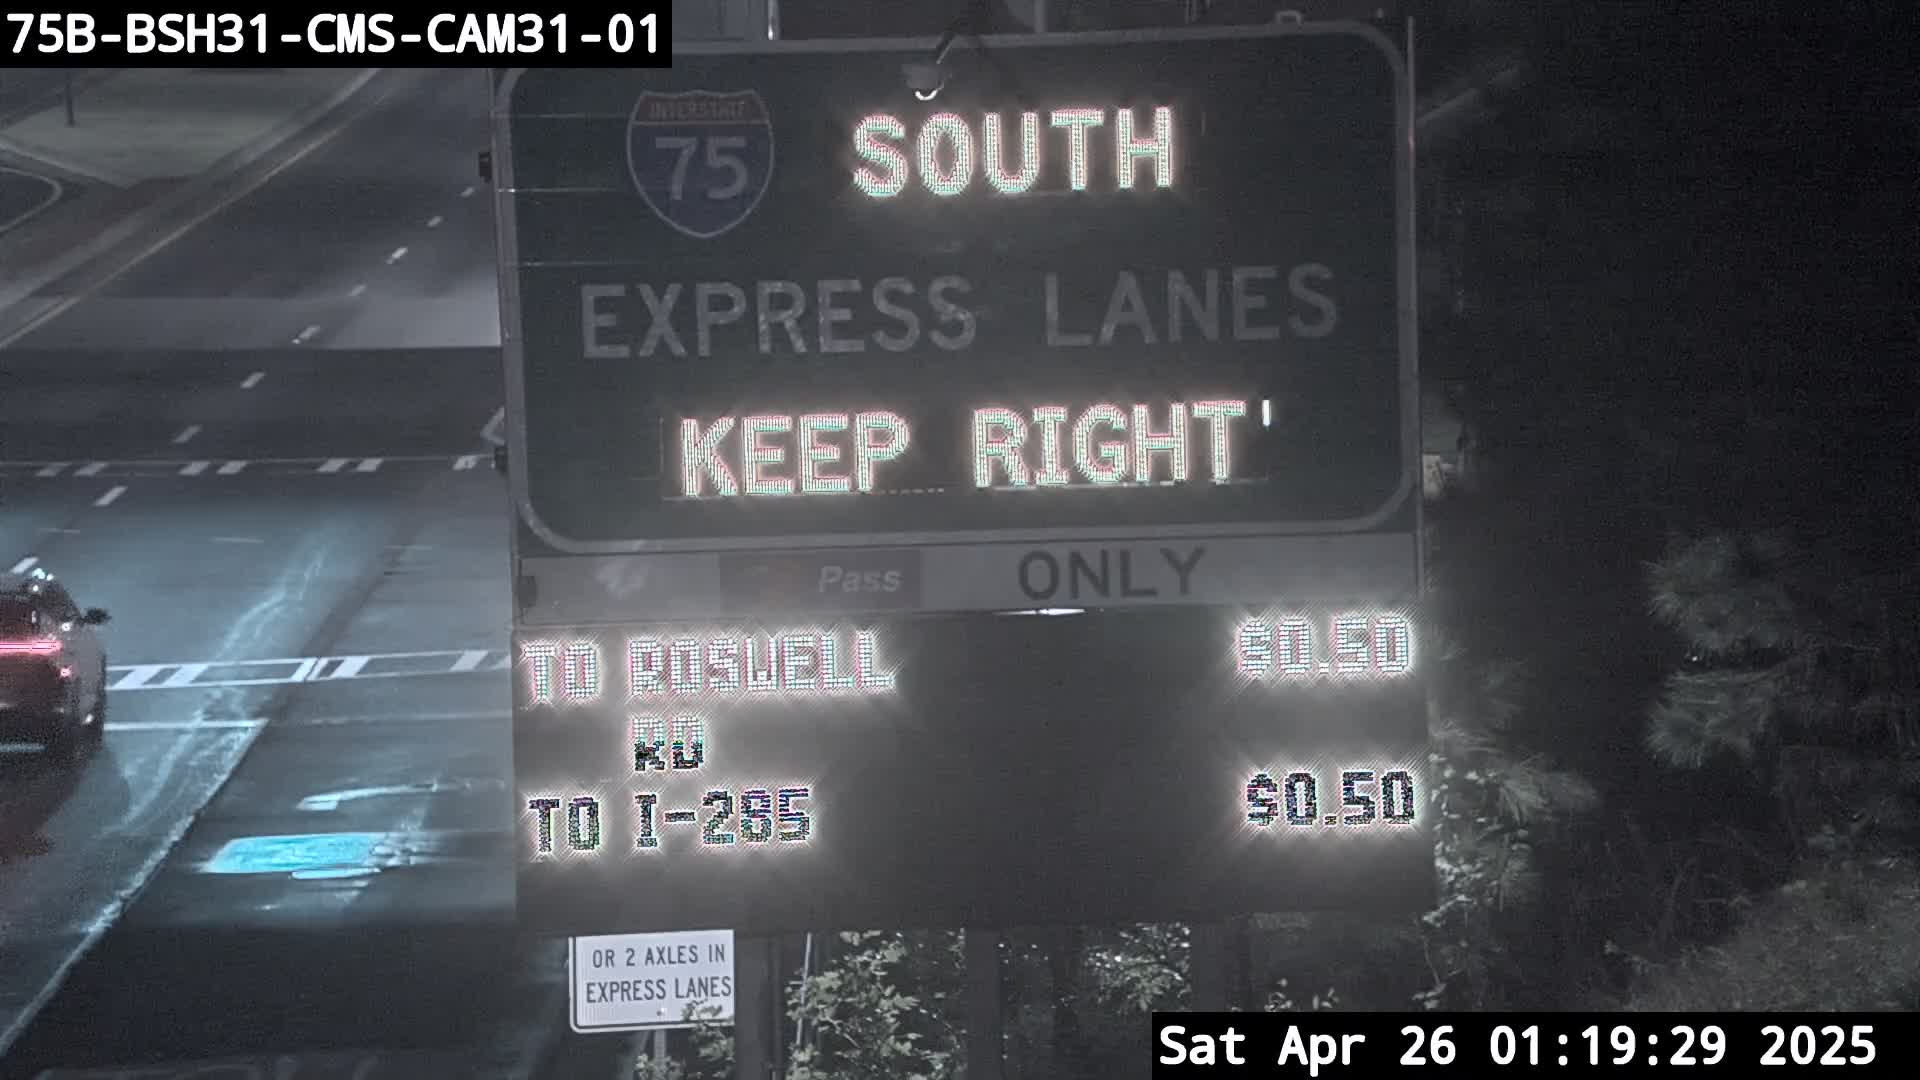 75B-BSH31-CMS-CAM31-01
INTERSTATE
75
SOUTH
EXPRESS LANES
KEEP RIGHT
Pass ONLY
TO ROSWELL $0.50
RD
TO I-285 $0.50
OR 2 AXLES IN
EXPRESS LANES
Sat Apr 26 01:19:29 2025